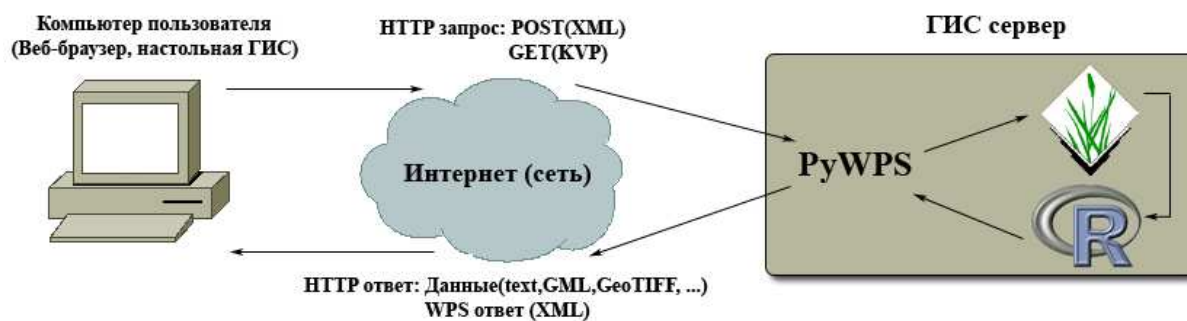 Компьютер пользователя
(Веб-браузер, настольная ГИС)
HTTP запрос: POST(XML)
GET(KVP)
ГИС сервер
Интернет (сеть)
PyWPS
R
HTTP ответ: Данные(text,GML,GeoTIFF, ...)
WPS ответ (XML)